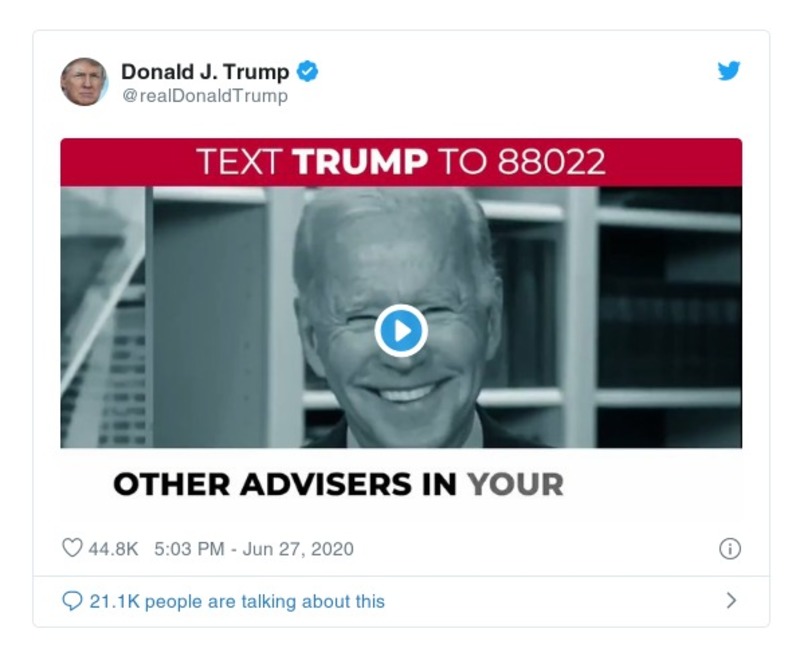 Donald J. Trump
@realDonaldTrump
TEXT TRUMP TO 88022
OTHER ADVISERS IN YOUR
44.8K 5:03 PM - Jun 27, 2020
21.1K people are talking about this